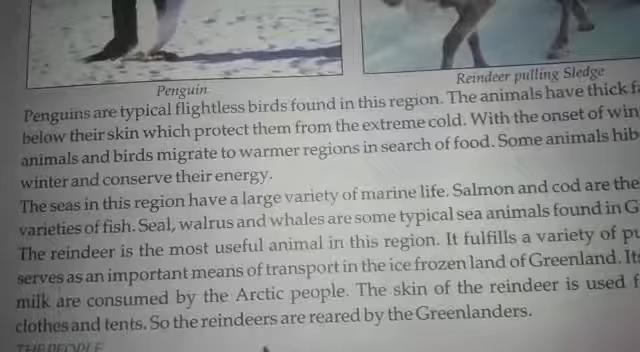 Penguin
Reindeer pulling Sledge
Penguins are typical flightless birds found in this region. The animals have thick
below their skin which protect them from the extreme cold. With the onset of
animals and birds migrate to warmer regions in search of food. Some animals
winter and conserve their energy.
The seas in this region have a large variety of marine life. Salmon and cod are the
varieties of fish. Seal, walrus and whales are some typical sea animals found in
The reindeer is the most useful animal in this region. It fulfills a variety of
serves as an important means of transport in the ice frozen land of Greenland.
milk are consumed by the Arctic people. The skin of the reindeer is used
clothes and tents. So the reindeers are reared by the Greenlanders.
THE PEOPLE